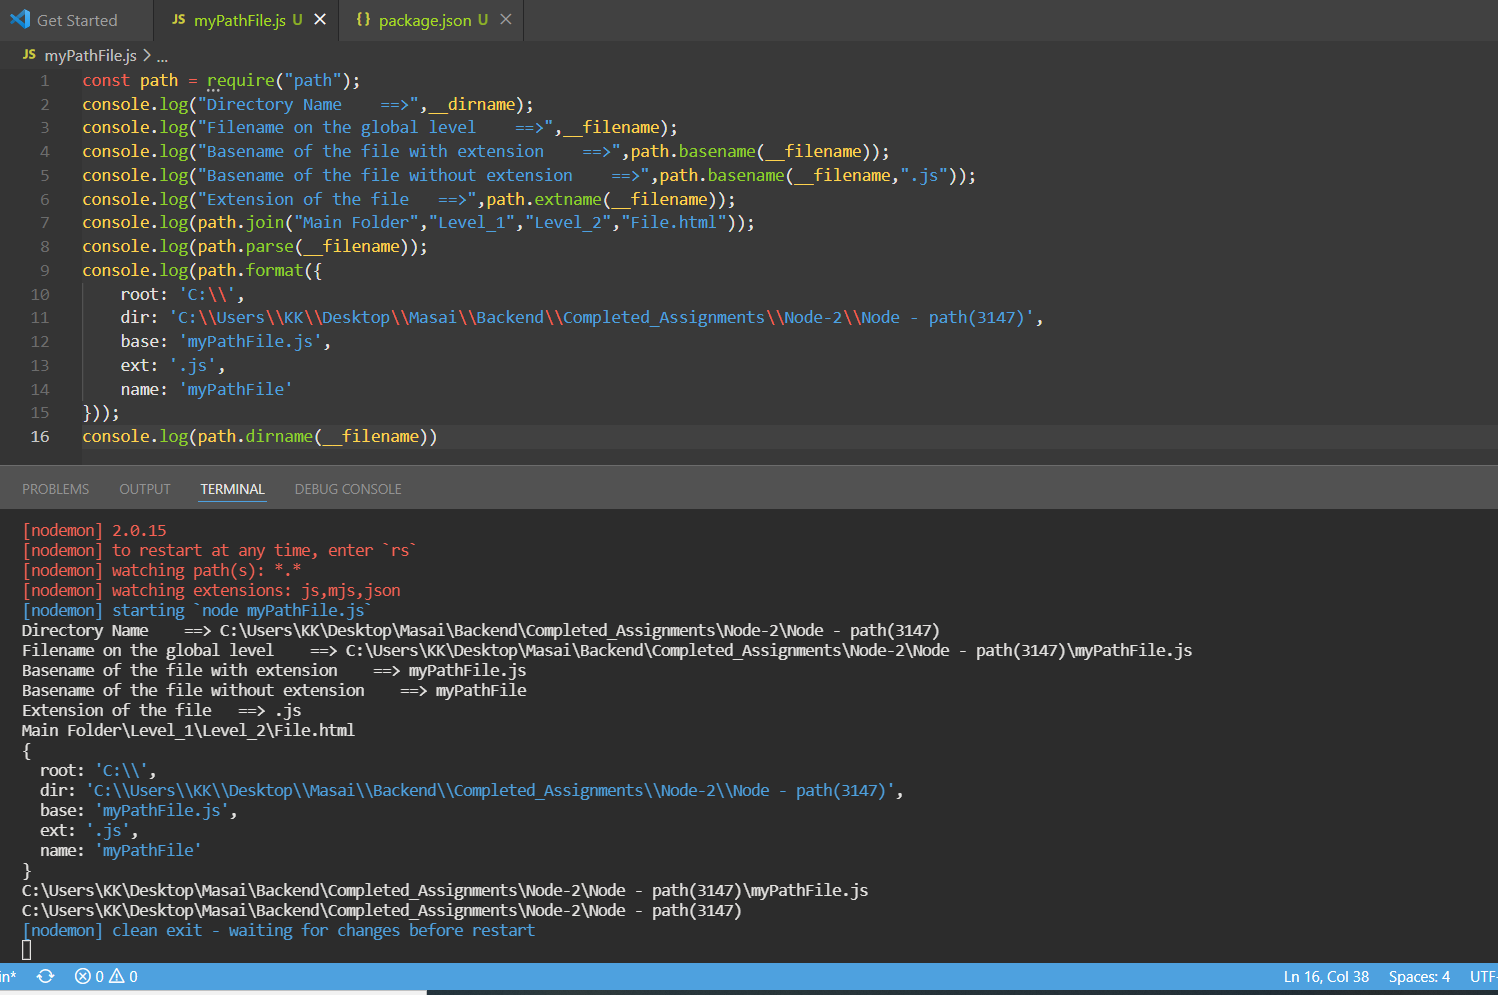 Get Started JS myPathFile.js U × {} package.json U ×
JS myPathFile.js > ...
1 const path = require("path");
2 console.log("Directory Name    ==>",__dirname);
3 console.log("Filename on the global level    ==>",__filename);
4 console.log("Basename of the file with extension    ==>",path.basename(__filename));
5 console.log("Basename of the file without extension    ==>",path.basename(__filename,".js"));
6 console.log("Extension of the file   ==>",path.extname(__filename));
7 console.log(path.join("Main Folder","Level_1","Level_2","File.html"));
8 console.log(path.parse(__filename));
9 console.log(path.format({
10     root: 'C:\\',
11     dir: 'C:\\Users\\KK\\Desktop\\Masai\\Backend\\Completed_Assignments\\Node-2\\Node - path(3147)',
12     base: 'myPathFile.js',
13     ext: '.js',
14     name: 'myPathFile'
15 }));
16 console.log(path.dirname(__filename))
PROBLEMS OUTPUT TERMINAL DEBUG CONSOLE
[nodemon] 2.0.15
[nodemon] to restart at any time, enter `rs`
[nodemon] watching path(s): *.*
[nodemon] watching extensions: js,mjs,json
[nodemon] starting `node myPathFile.js`
Directory Name    ==> C:\Users\KK\Desktop\Masai\Backend\Completed_Assignments\Node-2\Node - path(3147)
Filename on the global level    ==> C:\Users\KK\Desktop\Masai\Backend\Completed_Assignments\Node-2\Node - path(3147)\myPathFile.js
Basename of the file with extension    ==> myPathFile.js
Basename of the file without extension    ==> myPathFile
Extension of the file   ==> .js
Main Folder\Level_1\Level_2\File.html
{
  root: 'C:\\',
  dir: 'C:\\Users\\KK\\Desktop\\Masai\\Backend\\Completed_Assignments\\Node-2\\Node - path(3147)',
  base: 'myPathFile.js',
  ext: '.js',
  name: 'myPathFile'
}
C:\Users\KK\Desktop\Masai\Backend\Completed_Assignments\Node-2\Node - path(3147)\myPathFile.js
C:\Users\KK\Desktop\Masai\Backend\Completed_Assignments\Node-2\Node - path(3147)
[nodemon] clean exit - waiting for changes before restart
in* 0 0 Ln 16, Col 38 Spaces: 4 UTF-